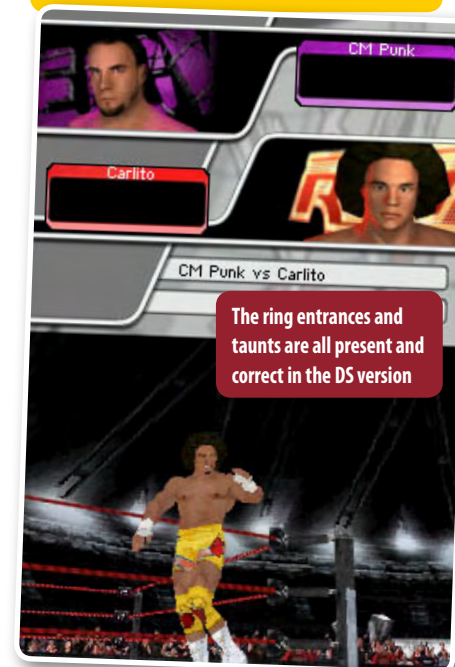 CM Punk
Carlito
CM Punk vs Carlito
The ring entrances and
taunts are all present and
correct in the DS version